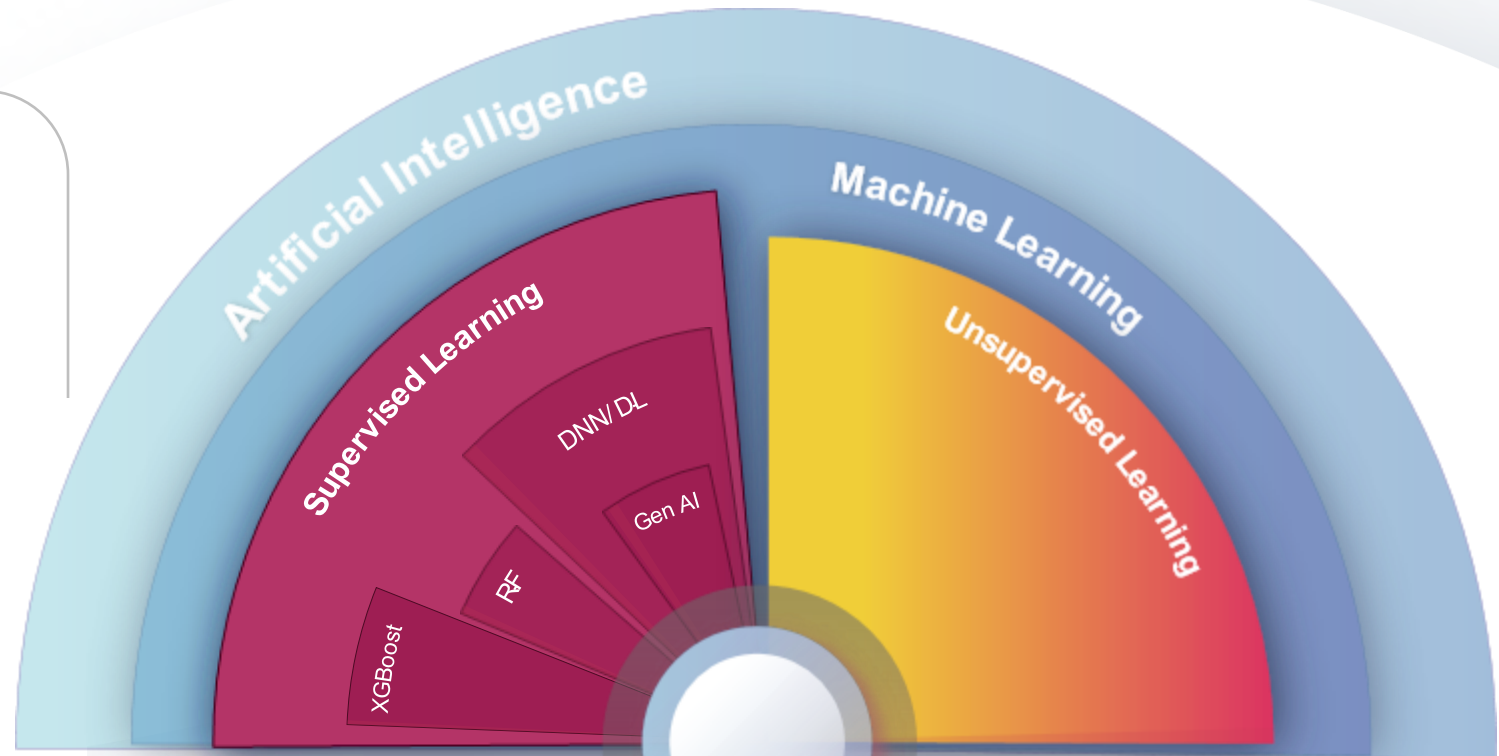 Artificial Intelligence
Machine Learning
Supervised Learning
Unsupervised Learning
DNN/ DL
Gen AI
RF
XGBoost